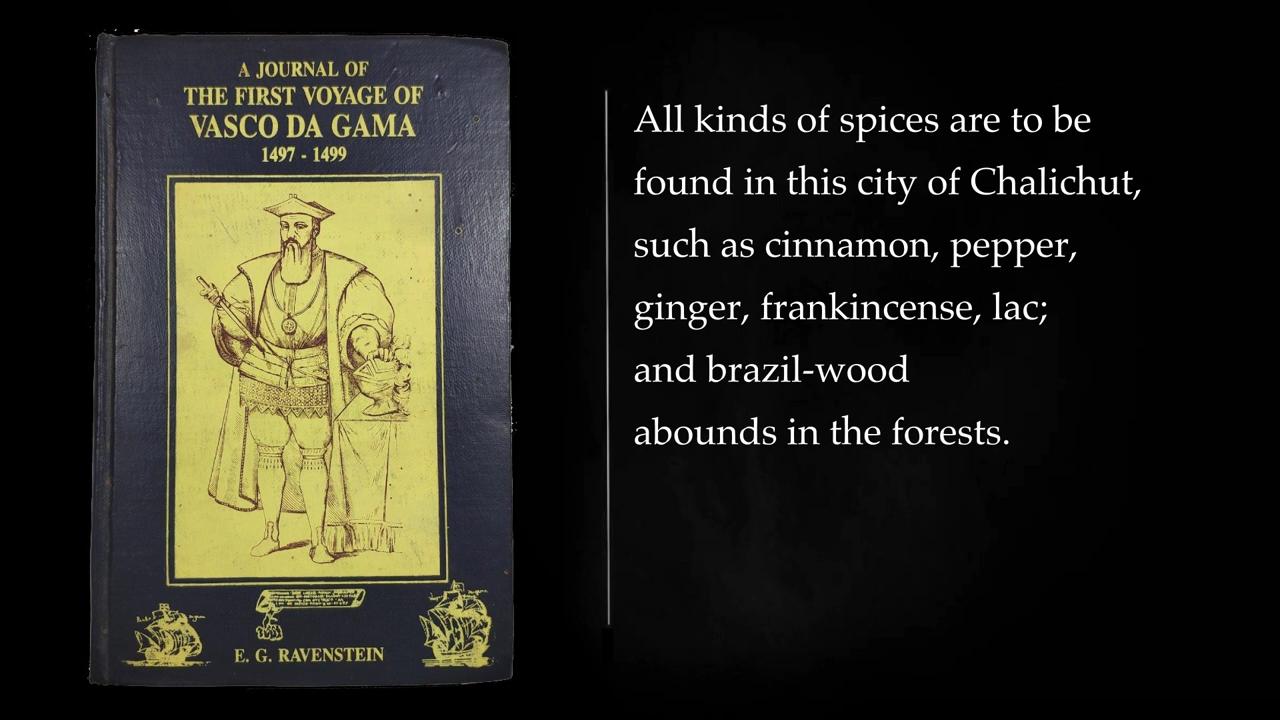 A JOURNAL OF
THE FIRST VOYAGE OF
VASCO DA GAMA
1497 - 1499
E. G. RAVENSTEIN
All kinds of spices are to be
found in this city of Chalichut,
such as cinnamon, pepper,
ginger, frankincense, lac;
and brazil-wood
abounds in the forests.